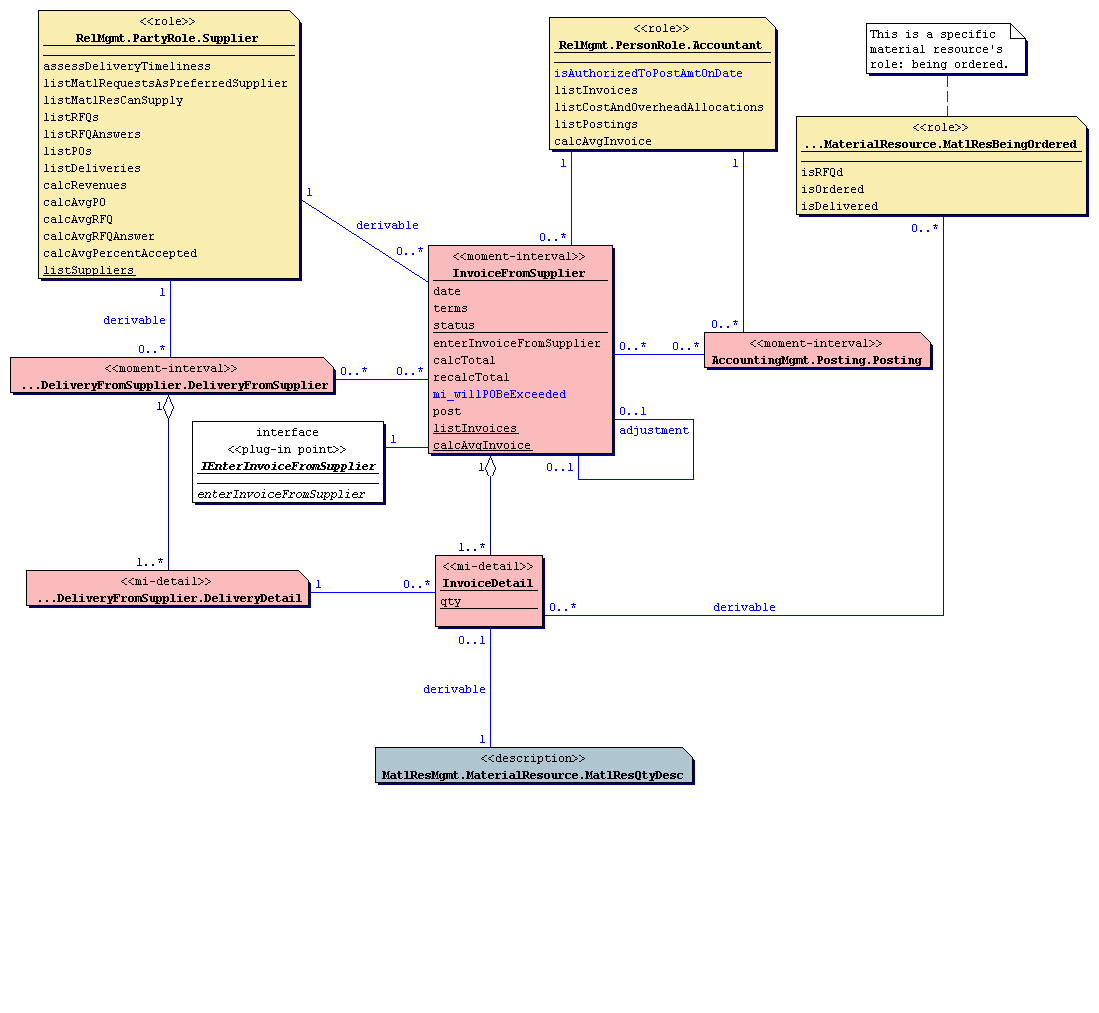 <<role>>
RelMgmt.PartyRole.Supplier
assessDeliveryTimeliness
listMatlRequestsAsPreferredSupplier
listMatlResCanSupply
listRFQs
listRFQAnswers
listPOs
listDeliveries
calcRevenues
calcAvgPO
calcAvgRFQ
calcAvgRFQAnswer
calcAvgPercentAccepted
listSuppliers
<<role>>
RelMgmt.PersonRole.Accountant
isAuthorizedToPostAmtOnDate
listInvoices
listCostAndOverheadAllocations
listPostings
calcAvgInvoice
This is a specific
material resource's
role: being ordered.
<<role>>
...MaterialResource.MatlResBeingOrdered
isRFQd
isOrdered
isDelivered
1
derivable
0..*
1
0..*
1
0..*
0..*
1
derivable
0..*
<<moment-interval>>
InvoiceFromSupplier
date
terms
status
enterInvoiceFromSupplier
calcTotal
recalcTotal
mi_willPOBeExceeded
post
listInvoices
calcAvgInvoice
0..*
0..*
<<moment-interval>>
AccountingMgmt.Posting.Posting
<<moment-interval>>
...DeliveryFromSupplier.DeliveryFromSupplier
0..*
0..*
0..1
adjustment
0..1
1
interface
<<plug-in point>>
IEnterInvoiceFromSupplier
enterInvoiceFromSupplier
1
1
1..*
1..*
<<mi-detail>>
...DeliveryFromSupplier.DeliveryDetail
1
0..*
<<mi-detail>>
InvoiceDetail
qty
0..*
derivable
0..1
derivable
1
<<description>>
MatlResMgmt.MaterialResource.MatlResQtyDesc